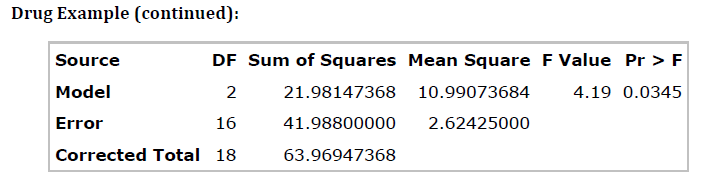 Drug Example (continued):
Source DF Sum of Squares Mean Square F Value Pr > F
Model 2 21.98147368 10.99073684 4.19 0.0345
Error 16 41.98800000 2.62425000
Corrected Total 18 63.96947368